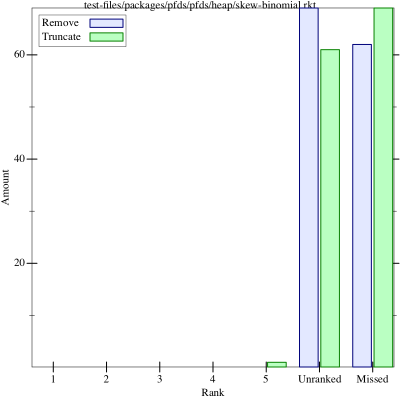 test-files/packages/pfds/pfds/heap/skew-binomial.rkt
Remove
Truncate
60
40
20
Amount
1 2 3 4 5 Unranked Missed
Rank